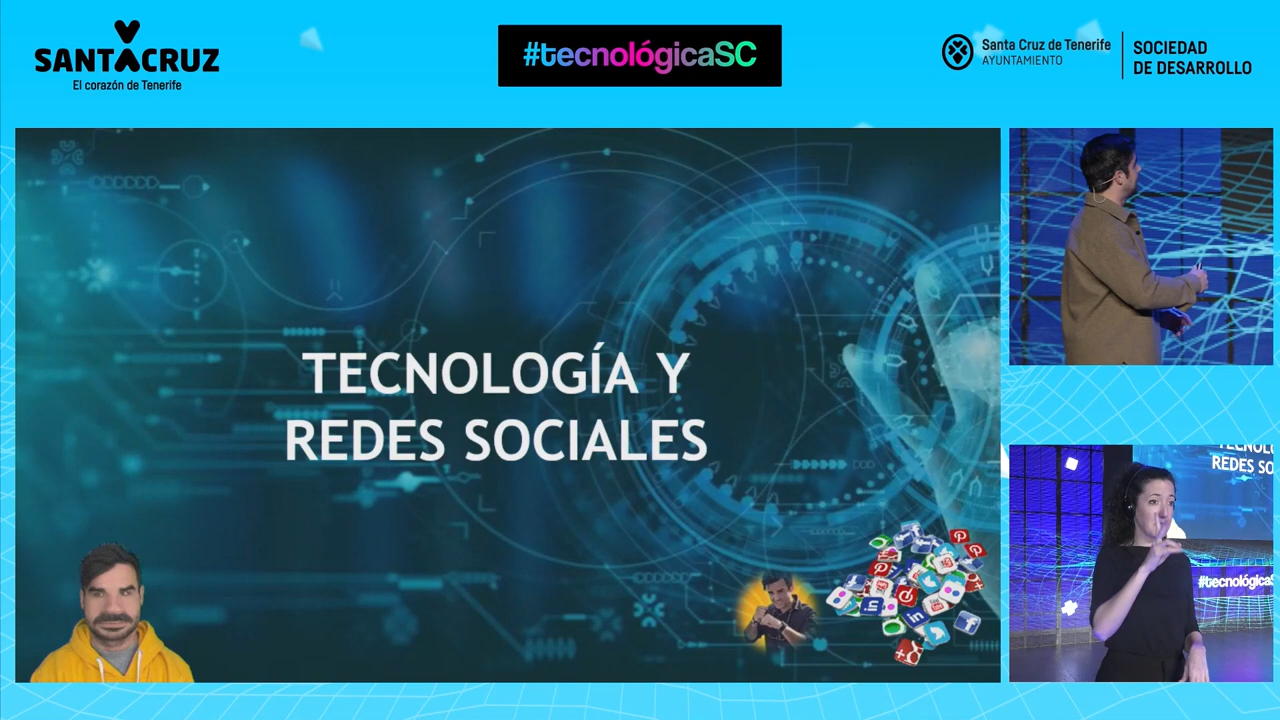 SANTACRUZ
El corazón de Tenerife
#tecnológicaSC
Santa Cruz de Tenerife
AYUNTAMIENTO
SOCIEDAD
DE DESARROLLO
TECNOLOGÍA Y
REDES SOCIALES
REDES SO
#tecnológicaS